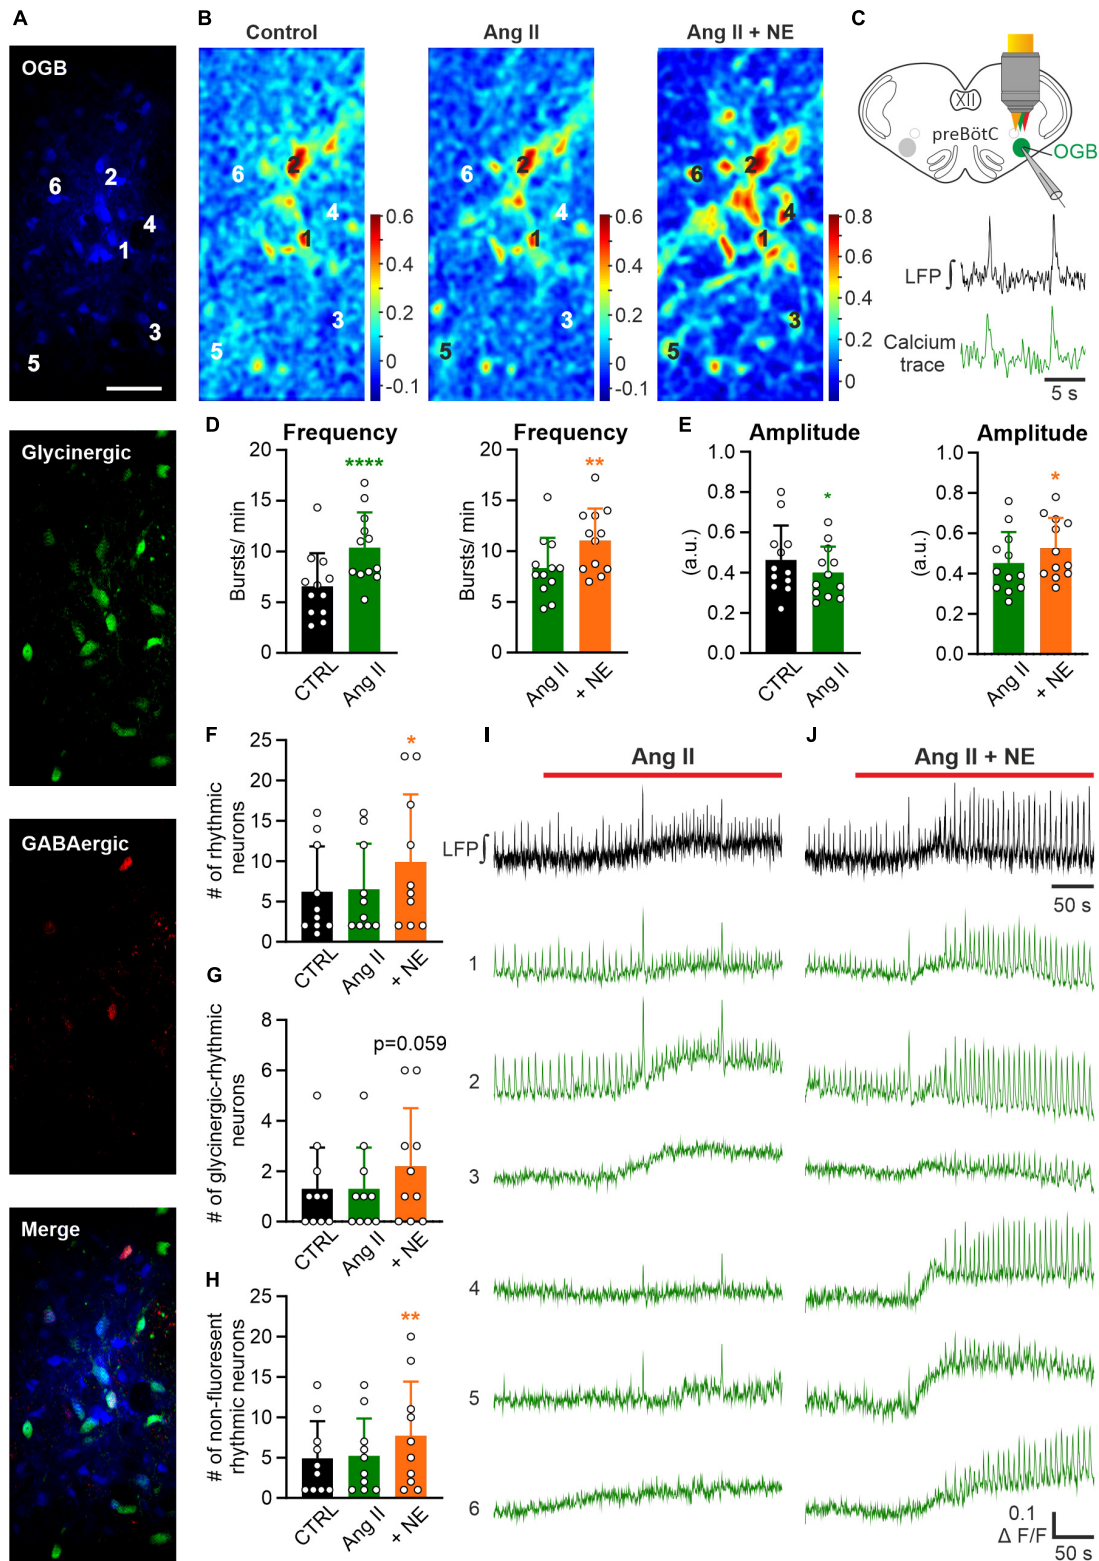 A
OGB
6
2
4
1
3
5
Glycinergic
GABAergic
Merge
B
Control
Ang II
Ang II + NE
6
2
4
1
3
5
0.6
0.4
0.2
0
-0.1
6
2
4
1
3
5
0.6
0.4
0.2
0
-0.1
6
2
4
1
3
5
0.8
0.6
0.4
0.2
0
C
XII
preBötC
OGB
LFP ∫
Calcium
trace
5 s
D
Frequency
Bursts/ min
20
15
10
5
0
****
CTRL
Ang II
Frequency
Bursts/ min
20
15
10
5
0
**
Ang II
+ NE
E
Amplitude
(a.u.)
1.0
0.8
0.6
0.4
0.2
0.0
*
CTRL
Ang II
Amplitude
(a.u.)
1.0
0.8
0.6
0.4
0.2
0.0
*
Ang II
+ NE
F
# of rhythmic
neurons
25
20
15
10
5
0
*
CTRL
Ang II
+ NE
G
# of glycinergic-rhythmic
neurons
8
6
4
2
0
p=0.059
CTRL
Ang II
+ NE
H
# of non-fluoresent
rhythmic neurons
25
20
15
10
5
0
**
CTRL
Ang II
+ NE
I
Ang II
LFP∫
1
2
3
4
5
6
J
Ang II + NE
50 s
0.1
Δ F/F
50 s